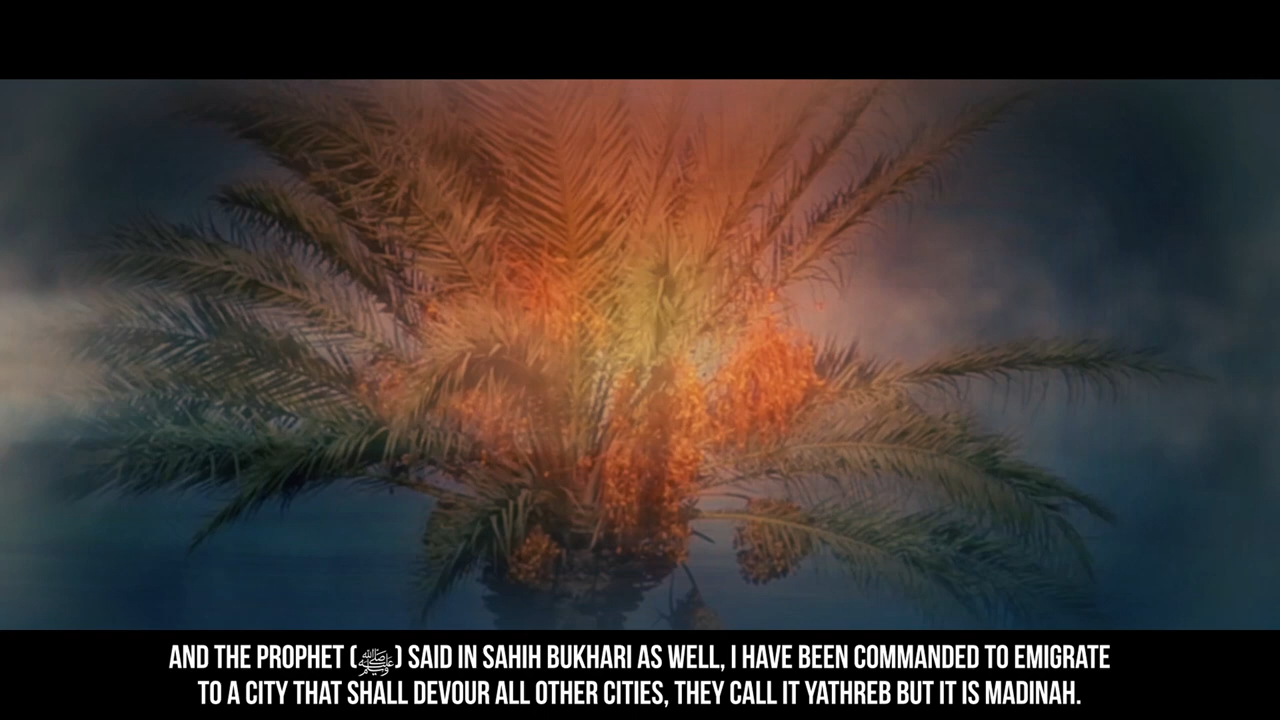 AND THE PROPHET (ﷺ) SAID IN SAHIH BUKHARI AS WELL, I HAVE BEEN COMMANDED TO EMIGRATE
TO A CITY THAT SHALL DEVOUR ALL OTHER CITIES, THEY CALL IT YATHREB BUT IT IS MADINAH.